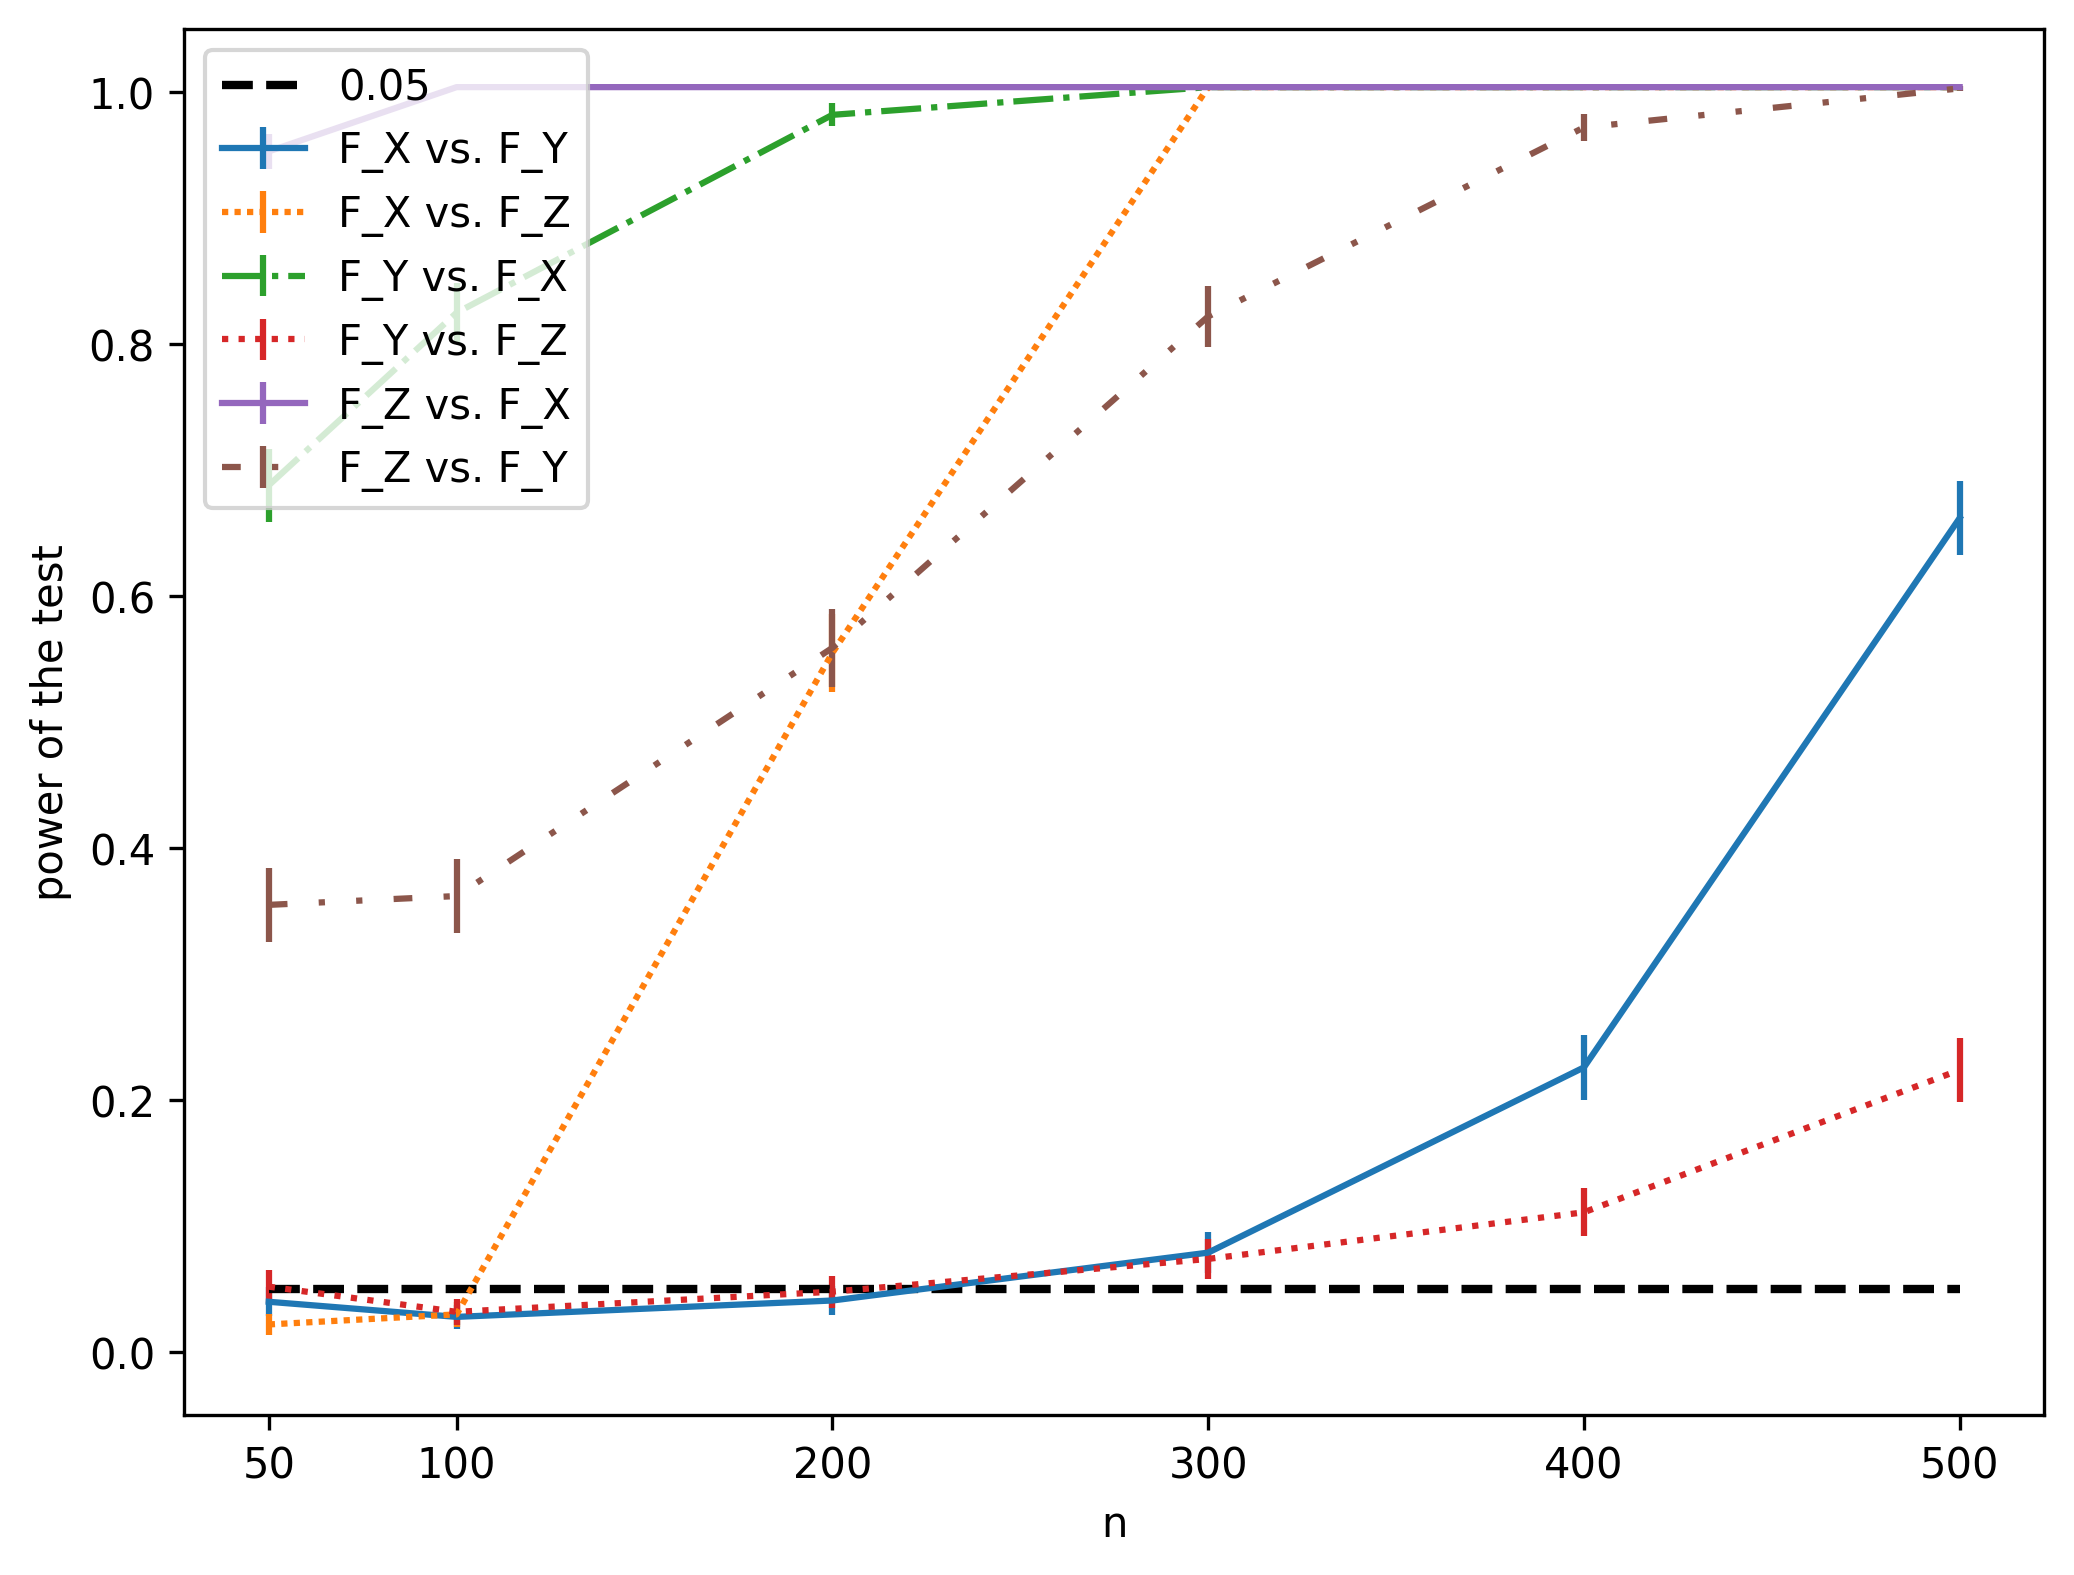 0.05
F_X vs. F_Y
F_X vs. F_Z
F_Y vs. F_X
F_Y vs. F_Z
F_Z vs. F_X
F_Z vs. F_Y
1.0
0.8
0.6
0.4
0.2
0.0
power of the test
50 100 200 300 400 500
n